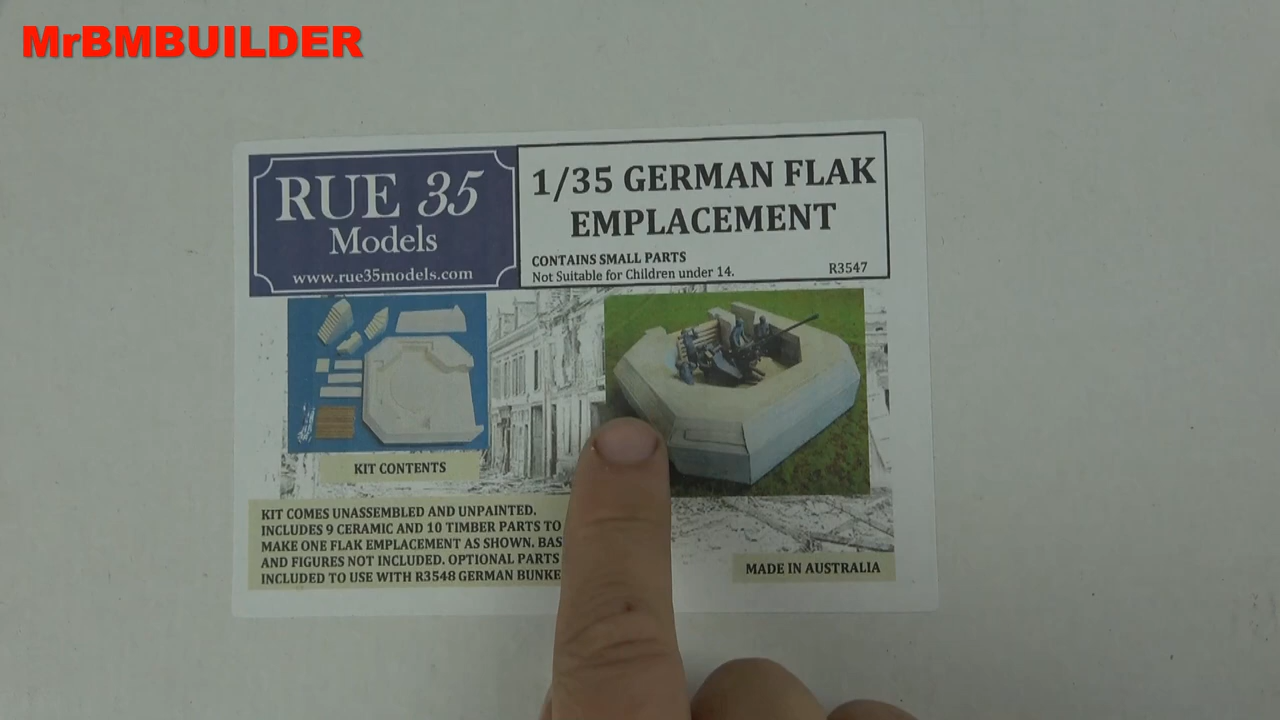 MrBMBUILDER
RUE 35
Models
www.rue35models.com
1/35 GERMAN FLAK
EMPLACEMENT
CONTAINS SMALL PARTS
Not Suitable for Children under 14.
R3547
KIT CONTENTS
KIT COMES UNASSEMBLED AND UNPAINTED.
INCLUDES 9 CERAMIC AND 10 TIMBER PARTS TO
MAKE ONE FLAK EMPLACEMENT AS SHOWN.
AND FIGURES NOT INCLUDED. OPTIONAL PARTS
INCLUDED TO USE WITH R3548 GERMAN
MADE IN AUSTRALIA